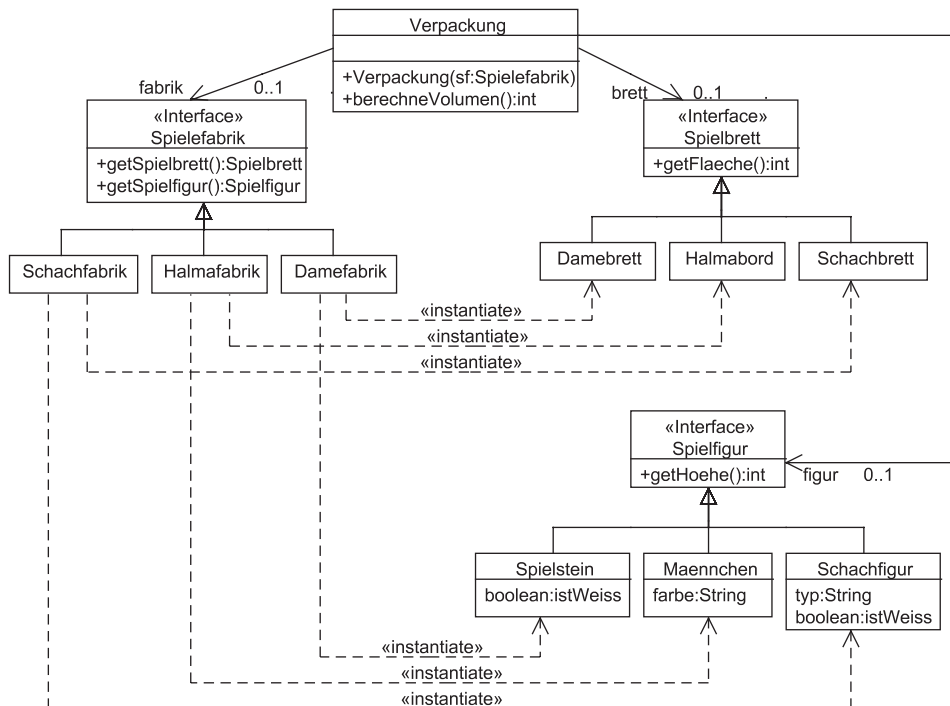 Verpackung
+Verpackung(sf:Spielefabrik)
+berechneVolumen():int
fabrik 0..1
brett 0..1
«Interface»
Spielefabrik
+getSpielbrett():Spielbrett
+getSpielfigur():Spielfigur
«Interface»
Spielbrett
+getFlaeche():int
Schachfabrik
Halmafabrik
Damefabrik
Damebrett
Halmabord
Schachbrett
«instantiate»
«instantiate»
«instantiate»
«Interface»
Spielfigur
+getHoehe():int
figur 0..1
Spielstein
boolean:istWeiss
Maennchen
farbe:String
Schachfigur
typ:String
boolean:istWeiss
«instantiate»
«instantiate»
«instantiate»